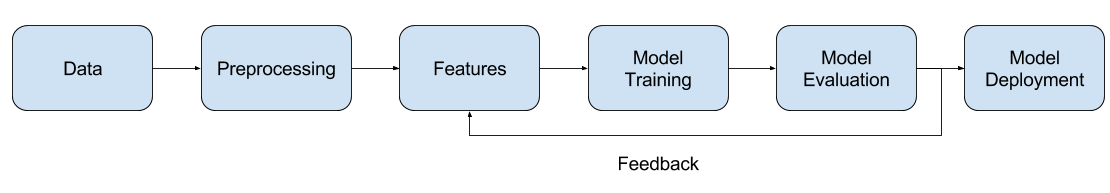 Data
Preprocessing
Features
Model
Training
Model
Evaluation
Model
Deployment
Feedback